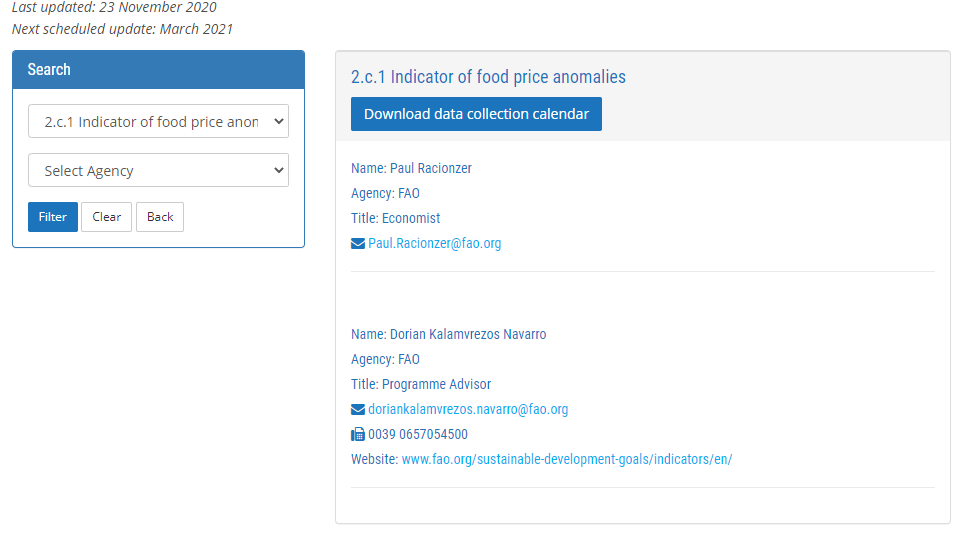 Last updated: 23 November 2020
Next scheduled update: March 2021
Search
2.c.1 Indicator of food price anon
Select Agency
Filter
Clear
Back
2.c.1 Indicator of food price anomalies
Download data collection calendar
Name: Paul Racionzer
Agency: FAO
Title: Economist
Paul.Racionzer@fao.org
Name: Dorian Kalamvrezos Navarro
Agency: FAO
Title: Programme Advisor
doriankalamvrezos.navarro@fao.org
0039 0657054500
Website: www.fao.org/sustainable-development-goals/indicators/en/